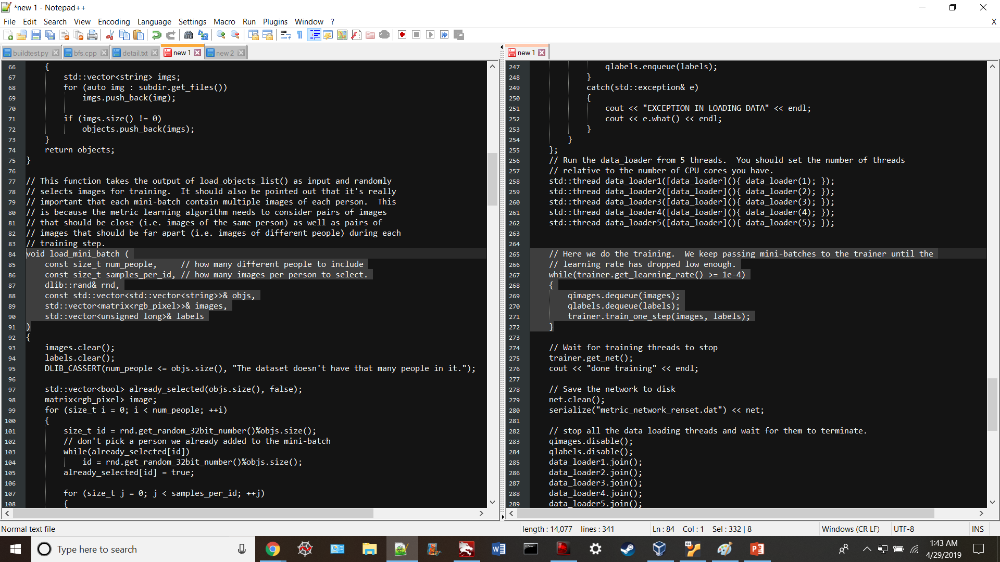 *new 1 - Notepad++
File Edit Search View Encoding Language Settings Macro Run Plugins Window ? X
buildtest.py bfs.cpp detail.txt new 1 new 2
66     {
67         std::vector<string> imgs;
68         for (auto img : subdir.get_files())
69             imgs.push_back(img);
70
71         if (imgs.size() != 0)
72             objects.push_back(imgs);
73     }
74     return objects;
75 }
76
77 // This function takes the output of load_objects_list() as input and randomly
78 // selects images for training.  It should also be pointed out that it's really
79 // important that each mini-batch contain multiple images of each person.  This
80 // is because the metric learning algorithm needs to consider pairs of images
81 // that should be close (i.e. images of the same person) as well as pairs of
82 // images that should be far apart (i.e. images of different people) during each
83 // training step.
84 void load_mini_batch (
85     const size_t num_people,     // how many different people to include
86     const size_t samples_per_id, // how many images per person to select.
87     dlib::rand& rnd,
88     const std::vector<std::vector<string>>& objs,
89     std::vector<matrix<rgb_pixel>>& images,
90     std::vector<unsigned long>& labels
91 )
92 {
93     images.clear();
94     labels.clear();
95     DLIB_CASSERT(num_people <= objs.size(), "The dataset doesn't have that many people in it.");
96
97     std::vector<bool> already_selected(objs.size(), false);
98     matrix<rgb_pixel> image;
99     for (size_t i = 0; i < num_people; ++i)
100     {
101         size_t id = rnd.get_random_32bit_number()%objs.size();
102         // don't pick a person we already added to the mini-batch
103         while(already_selected[id])
104             id = rnd.get_random_32bit_number()%objs.size();
105         already_selected[id] = true;
106
107         for (size_t j = 0; j < samples_per_id; ++j)
108         {
new 1
247             qlabels.enqueue(labels);
248         }
249         catch(std::exception& e)
250         {
251             cout << "EXCEPTION IN LOADING DATA" << endl;
252             cout << e.what() << endl;
253         }
254     }
255 };
256 // Run the data_loader from 5 threads.  You should set the number of threads
257 // relative to the number of CPU cores you have.
258 std::thread data_loader1([data_loader](){ data_loader(1); });
259 std::thread data_loader2([data_loader](){ data_loader(2); });
260 std::thread data_loader3([data_loader](){ data_loader(3); });
261 std::thread data_loader4([data_loader](){ data_loader(4); });
262 std::thread data_loader5([data_loader](){ data_loader(5); });
263
264
265 // Here we do the training.  We keep passing mini-batches to the trainer until the
266 // learning rate has dropped low enough.
267 while(trainer.get_learning_rate() >= 1e-4)
268 {
269     qimages.dequeue(images);
270     qlabels.dequeue(labels);
271     trainer.train_one_step(images, labels);
272 }
273
274 // Wait for training threads to stop
275 trainer.get_net();
276 cout << "done training" << endl;
277
278 // Save the network to disk
279 net.clean();
280 serialize("metric_network_renset.dat") << net;
281
282 // stop all the data loading threads and wait for them to terminate.
283 qimages.disable();
284 qlabels.disable();
285 data_loader1.join();
286 data_loader2.join();
287 data_loader3.join();
288 data_loader4.join();
289 data_loader5.join();
Normal text file length : 14,077 lines : 341 Ln : 84 Col : 1 Sel : 332 | 8 Windows (CR LF) UTF-8 INS
Type here to search
64
1:43 AM
4/29/2019